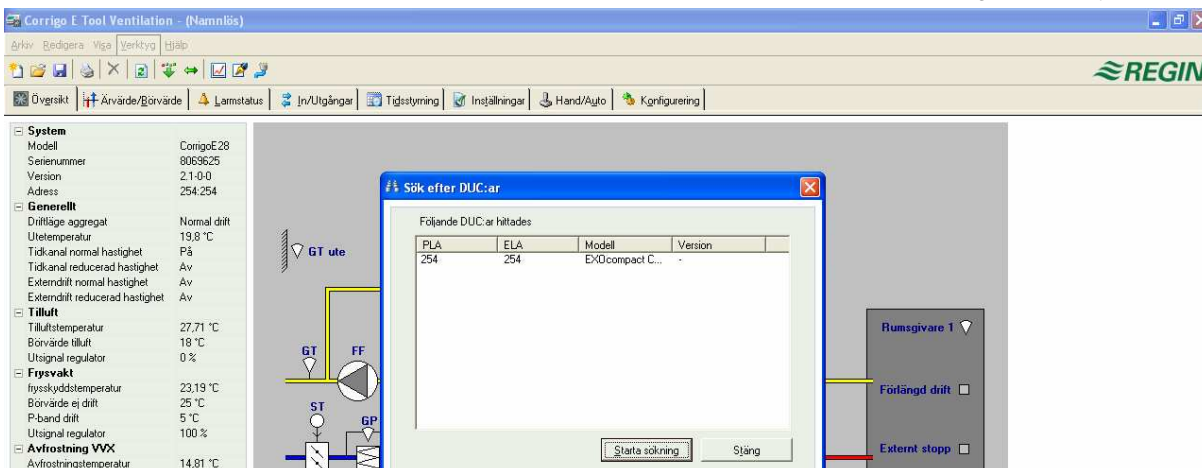 Corrigo E Tool Ventilation - (Namnlös)
Arkiv Redigera Visa Verktyg Hjälp
REGIN
Översikt Ärvärde/Börvärde Larmstatus In/Utgångar Tidsstyrning Inställningar Hand/Auto Konfigurering
System
Modell CorrigoE28
Serienummer 8069625
Version 2.1-0-0
Adress 254:254
Generellt
Driftläge aggregat Normal drift
Utetemperatur 19,8 °C
Tidkanal normal hastighet På
Tidkanal reducerad hastighet Av
Externdrift normal hastighet Av
Externdrift reducerad hastighet Av
Tilluft
Tilluftstemperatur 27,71 °C
Börvärde tilluft 18 °C
Utsignal regulator 0 %
Frysvakt
frysskyddstemperatur 23,19 °C
Börvärde ej drift 25 °C
P-band drift 5 °C
Utsignal regulator 100 %
Avfrostning VVX
Avfrostningstemperatur 14,81 °C
GT ute
GT FF
ST
GP
Sök efter DUC:ar
Följande DUC:ar hittades
PLA ELA Modell Version
254 254 EXOcompact C... -
Starta sökning Stäng
Rumsgivare 1
Förlängd drift
Externt stopp